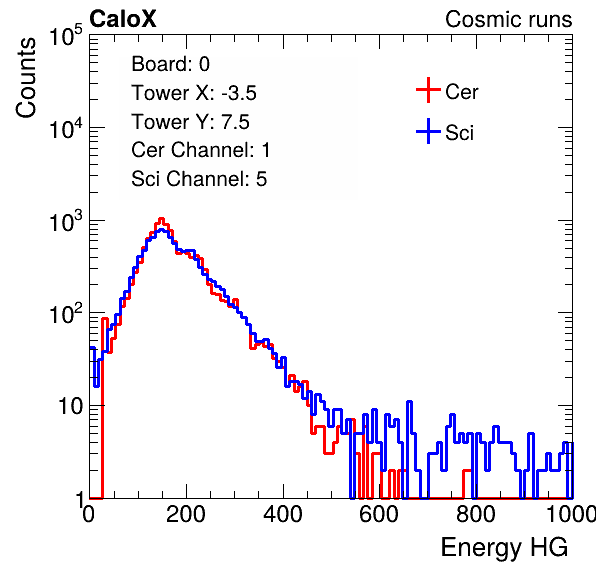 CaloX Cosmic runs
Counts
10^5
10^4
10^3
10^2
10
1
Board: 0
Tower X: -3.5
Tower Y: 7.5
Cer Channel: 1
Sci Channel: 5
Cer
Sci
0 200 400 600 800 1000
Energy HG